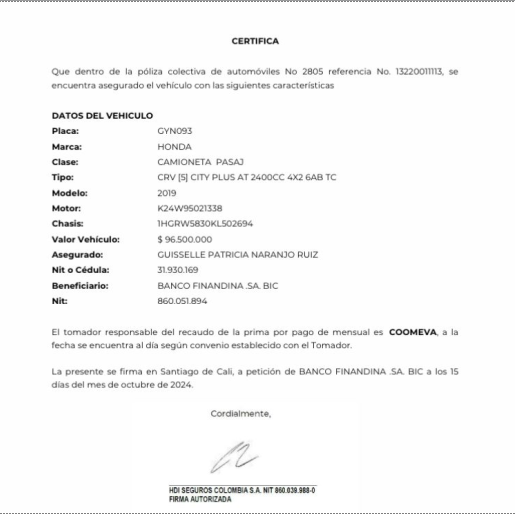 CERTIFICA
Que dentro de la póliza colectiva de automóviles No 2805 referencia No. 13220011113, se
encuentra asegurado el vehículo con las siguientes características
DATOS DEL VEHICULO
Placa: GYN093
Marca: HONDA
Clase: CAMIONETA PASAJ
Tipo: CRV [5] CITY PLUS AT 2400CC 4X2 6AB TC
Modelo: 2019
Motor: K24W95021338
Chasis: 1HGRW5830KL502694
Valor Vehículo: $ 96.500.000
Asegurado: GUISSELLE PATRICIA NARANJO RUIZ
Nit o Cédula: 31.930.169
Beneficiario: BANCO FINANDINA .SA. BIC
Nit: 860.051.894
El tomador responsable del recaudo de la prima por pago de mensual es COOMEVA, a la
fecha se encuentra al día según convenio establecido con el Tomador.
La presente se firma en Santiago de Cali, a petición de BANCO FINANDINA .SA. BIC a los 15
días del mes de octubre de 2024.
Cordialmente,
HDI SEGUROS COLOMBIA S.A. NIT 860.039.988-0
FIRMA AUTORIZADA